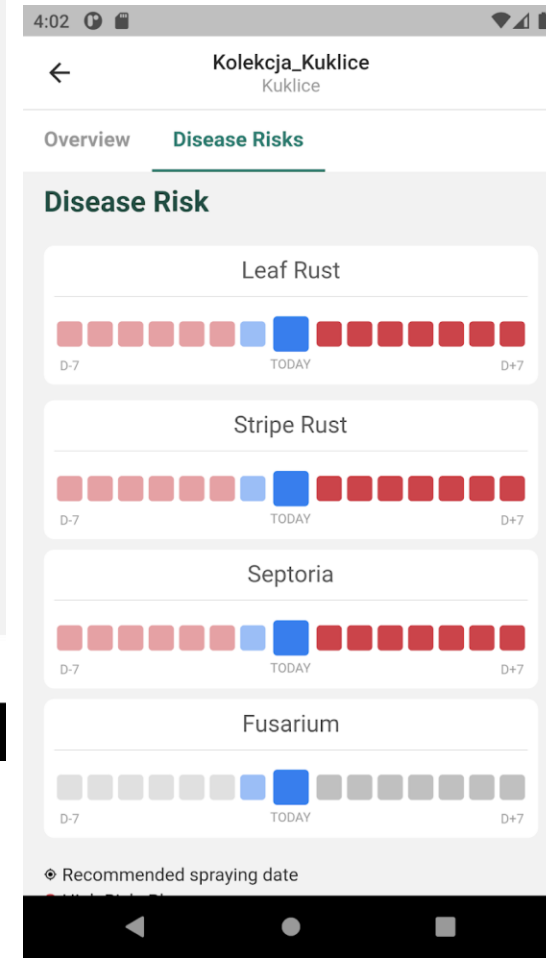 4:02
Kolekcja_Kuklice
Kuklice
Overview Disease Risks
Disease Risk
Leaf Rust
D-7 TODAY D+7
Stripe Rust
D-7 TODAY D+7
Septoria
D-7 TODAY D+7
Fusarium
D-7 TODAY D+7
Recommended spraying date